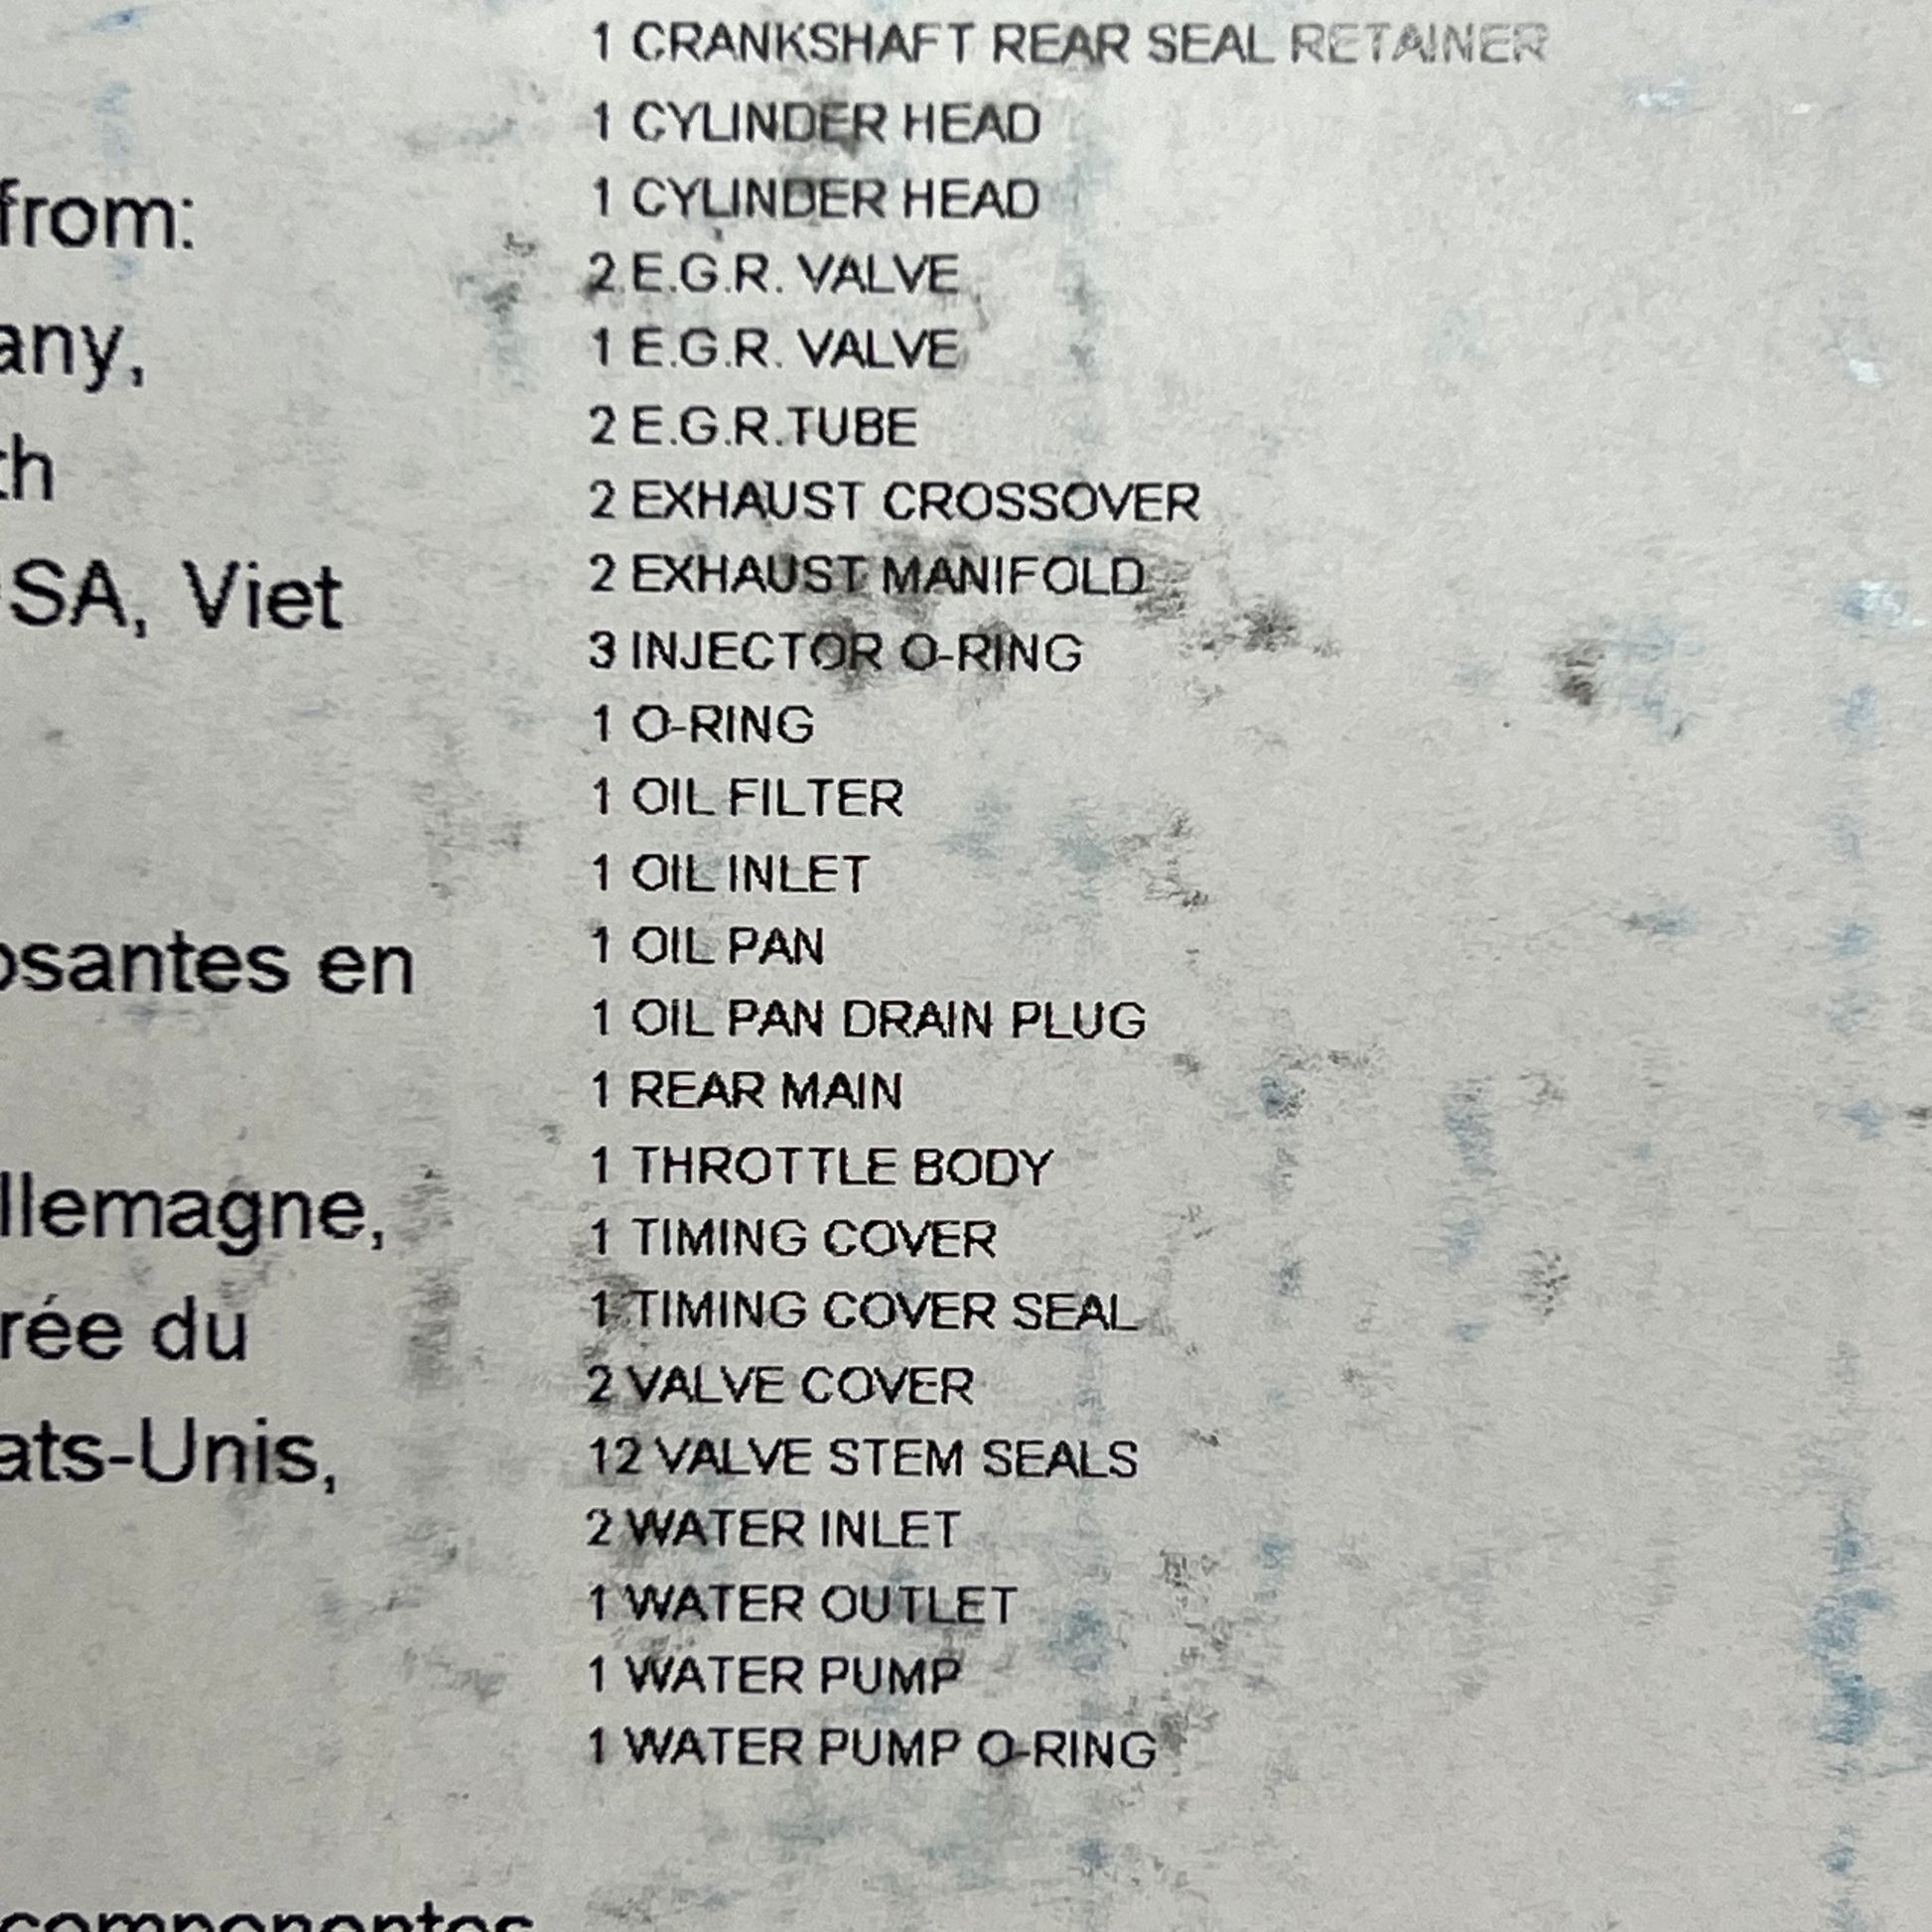 from:
any,
th
SA, Viet
osantes en
llemagne,
rée du
ats-Unis,
componentes
1 CRANKSHAFT REAR SEAL RETAINER
1 CYLINDER HEAD
1 CYLINDER HEAD
2 E.G.R. VALVE
1 E.G.R. VALVE
2 E.G.R.TUBE
2 EXHAUST CROSSOVER
2 EXHAUST MANIFOLD
3 INJECTOR O-RING
1 O-RING
1 OIL FILTER
1 OIL INLET
1 OIL PAN
1 OIL PAN DRAIN PLUG
1 REAR MAIN
1 THROTTLE BODY
1 TIMING COVER
1 TIMING COVER SEAL
2 VALVE COVER
12 VALVE STEM SEALS
2 WATER INLET
1 WATER OUTLET
1 WATER PUMP
1 WATER PUMP O-RING